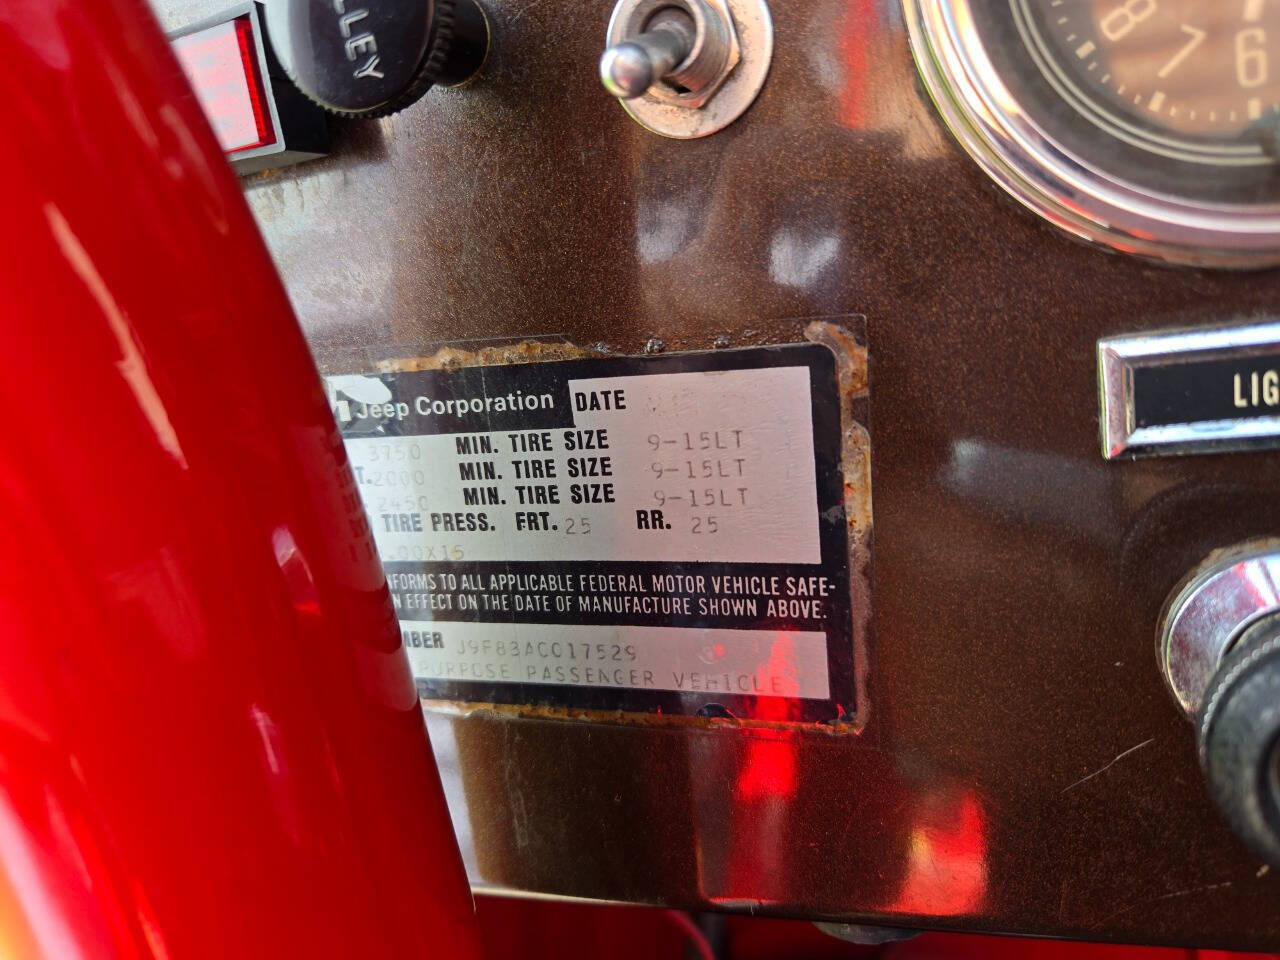 LLEY
8
7
6
Jeep Corporation DATE
3750 MIN. TIRE SIZE 9-15LT
T. 2000 MIN. TIRE SIZE 9-15LT
2450 MIN. TIRE SIZE 9-15LT
TIRE PRESS. FRT. 25 RR. 25
.00X15
NFORMS TO ALL APPLICABLE FEDERAL MOTOR VEHICLE SAFE-
N EFFECT ON THE DATE OF MANUFACTURE SHOWN ABOVE.
MBER J9F83AC017529
PURPOSE PASSENGER VEHICLE
LIG